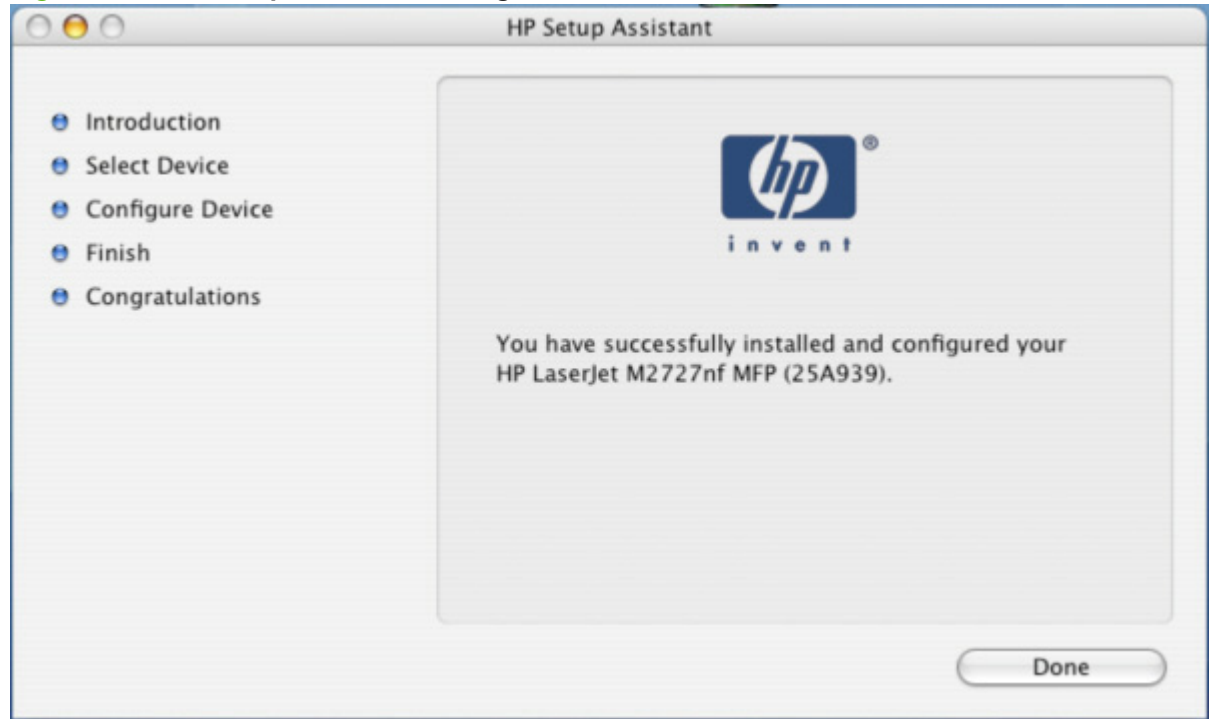 HP Setup Assistant
Introduction
Select Device
Configure Device
Finish
Congratulations
hp
®
invent
You have successfully installed and configured your
HP LaserJet M2727nf MFP (25A939).
Done